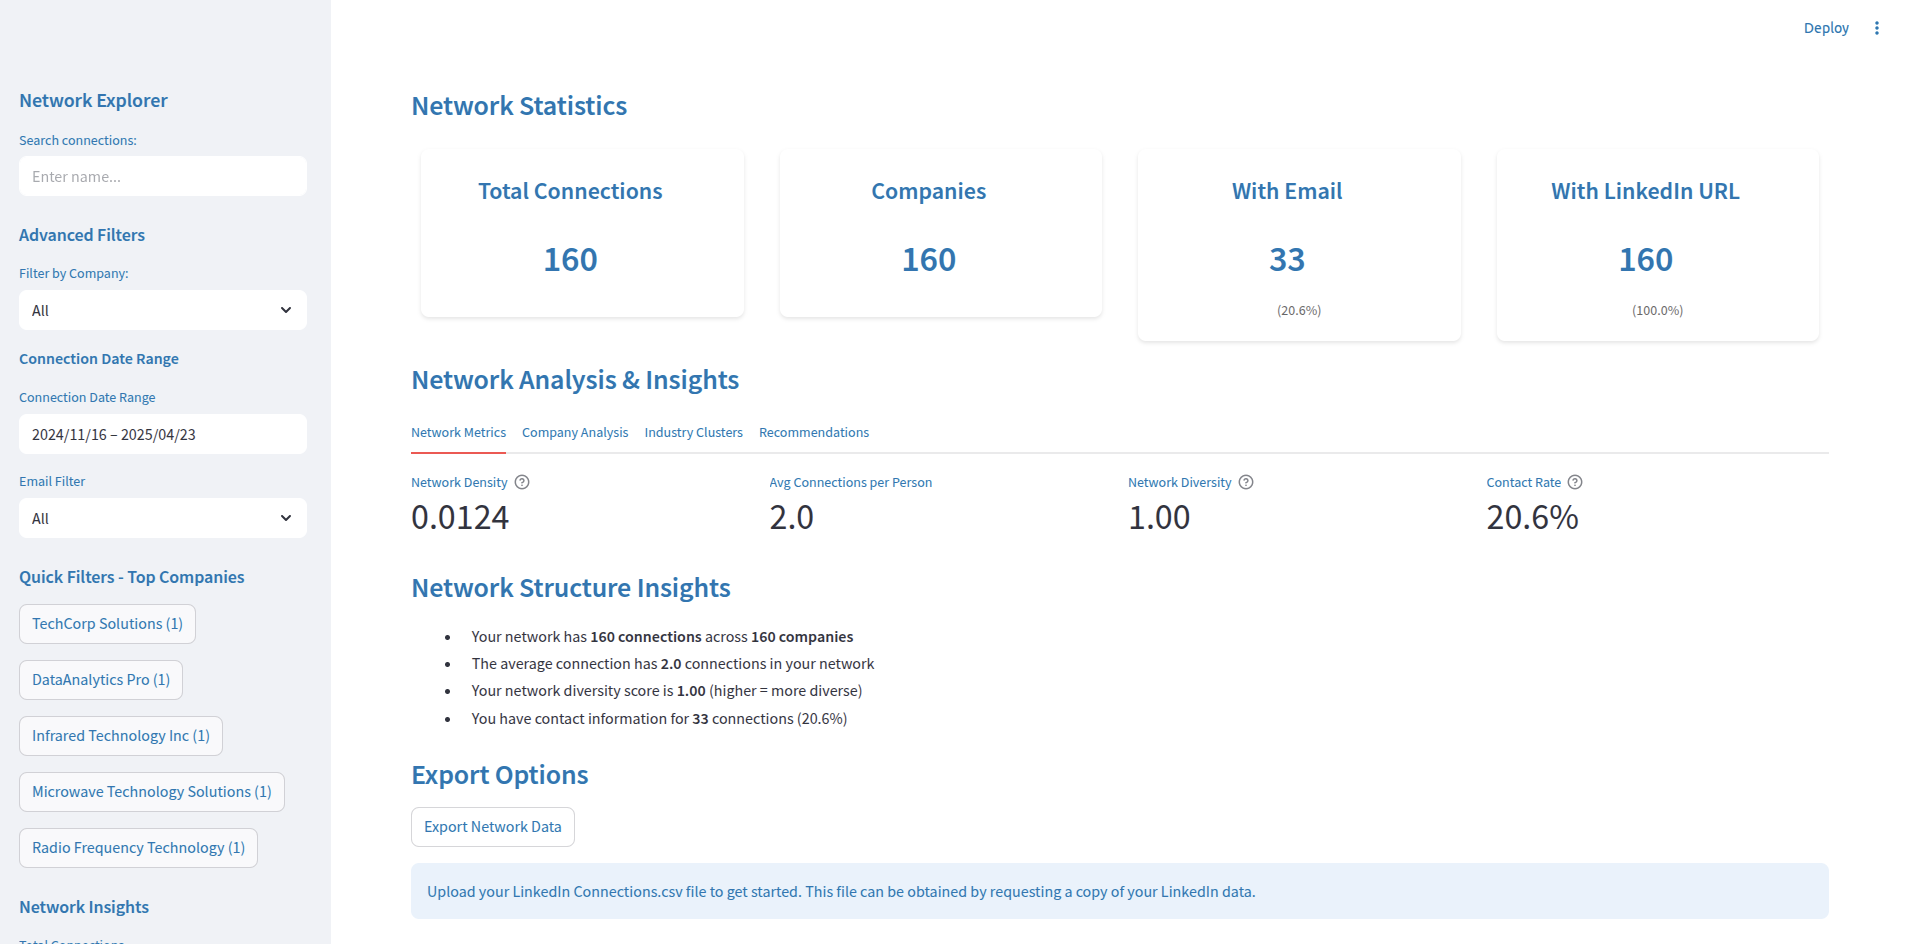 Deploy
Network Explorer
Search connections:
Enter name...
Advanced Filters
Filter by Company:
All
Connection Date Range
Connection Date Range
2024/11/16 – 2025/04/23
Email Filter
All
Quick Filters - Top Companies
TechCorp Solutions (1)
DataAnalytics Pro (1)
Infrared Technology Inc (1)
Microwave Technology Solutions (1)
Radio Frequency Technology (1)
Network Insights
Total Connections
Network Statistics
Total Connections
160
Companies
160
With Email
33
(20.6%)
With LinkedIn URL
160
(100.0%)
Network Analysis & Insights
Network Metrics Company Analysis Industry Clusters Recommendations
Network Density
0.0124
Avg Connections per Person
2.0
Network Diversity
1.00
Contact Rate
20.6%
Network Structure Insights
• Your network has 160 connections across 160 companies
• The average connection has 2.0 connections in your network
• Your network diversity score is 1.00 (higher = more diverse)
• You have contact information for 33 connections (20.6%)
Export Options
Export Network Data
Upload your LinkedIn Connections.csv file to get started. This file can be obtained by requesting a copy of your LinkedIn data.